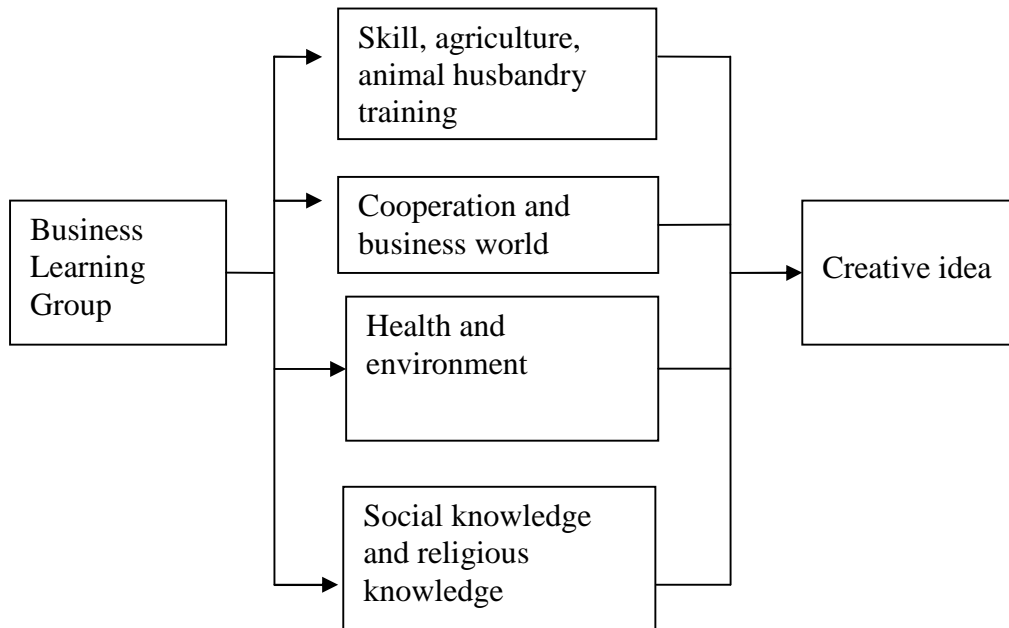 Business
Learning
Group
Skill, agriculture,
animal husbandry
training
Cooperation and
business world
Health and
environment
Social knowledge
and religious
knowledge
Creative idea